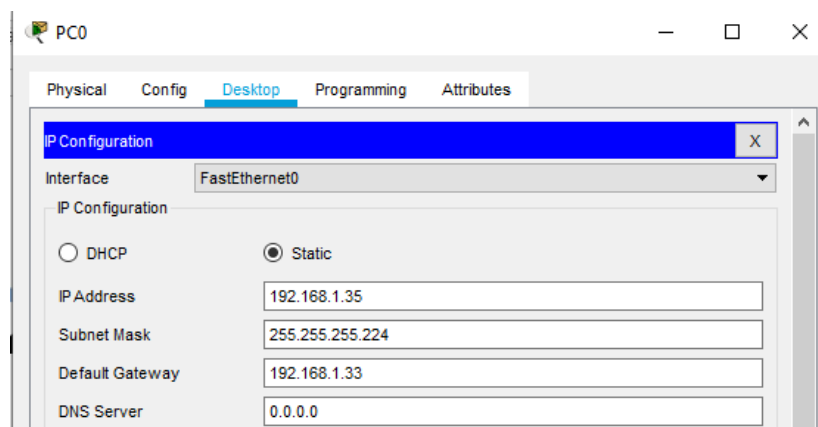 PC0
Physical Config Desktop Programming Attributes
IP Configuration X
Interface FastEthernet0
IP Configuration
DHCP Static
IP Address 192.168.1.35
Subnet Mask 255.255.255.224
Default Gateway 192.168.1.33
DNS Server 0.0.0.0